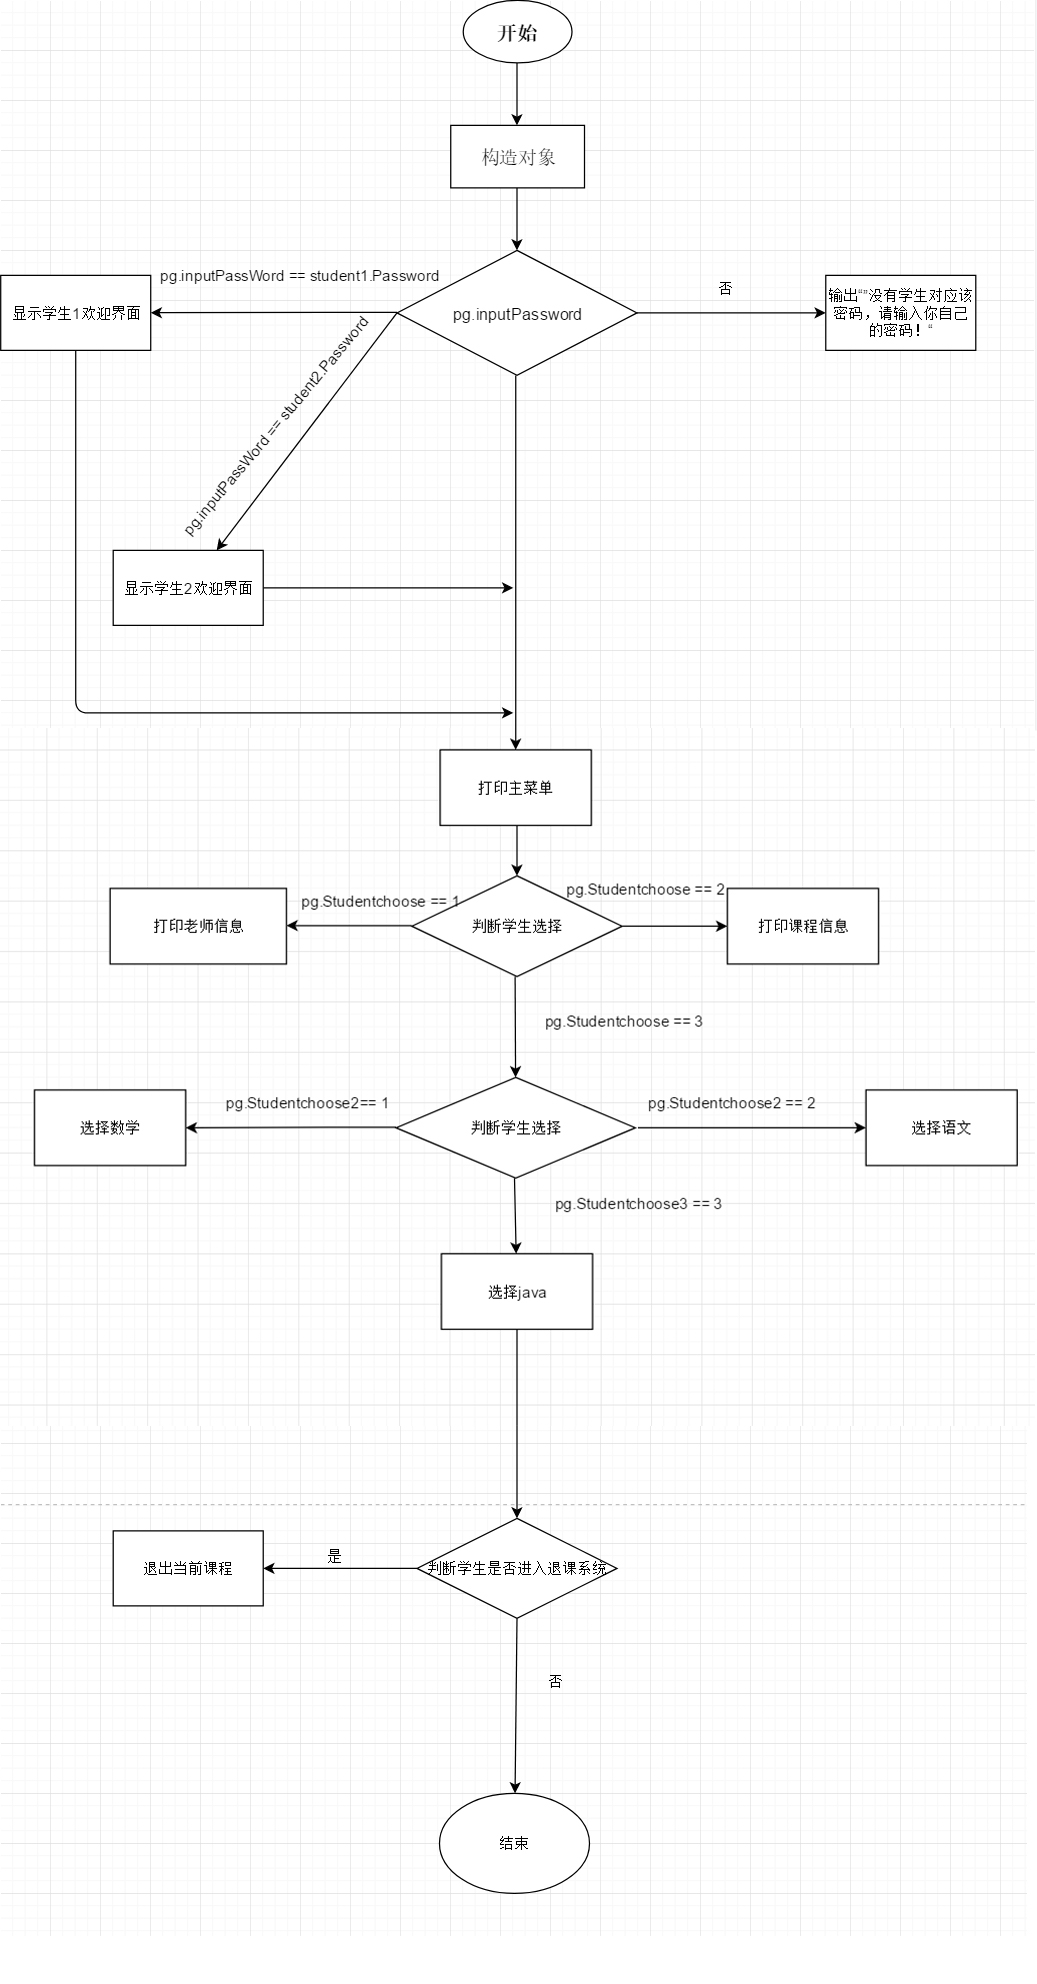 开始
构造对象
pg.inputPassWord == student1.Password
否
显示学生1欢迎界面
pg.inputPassword
输出“”没有学生对应该
密码，请输入你自己
的密码！“
pg.inputPassWord == student2.Password
显示学生2欢迎界面
打印主菜单
pg.Studentchoose == 1
pg.Studentchoose == 2
打印老师信息
判断学生选择
打印课程信息
pg.Studentchoose == 3
pg.Studentchoose2== 1
pg.Studentchoose2 == 2
选择数学
判断学生选择
选择语文
pg.Studentchoose3 == 3
选择java
是
退出当前课程
判断学生是否进入退课系统
否
结束